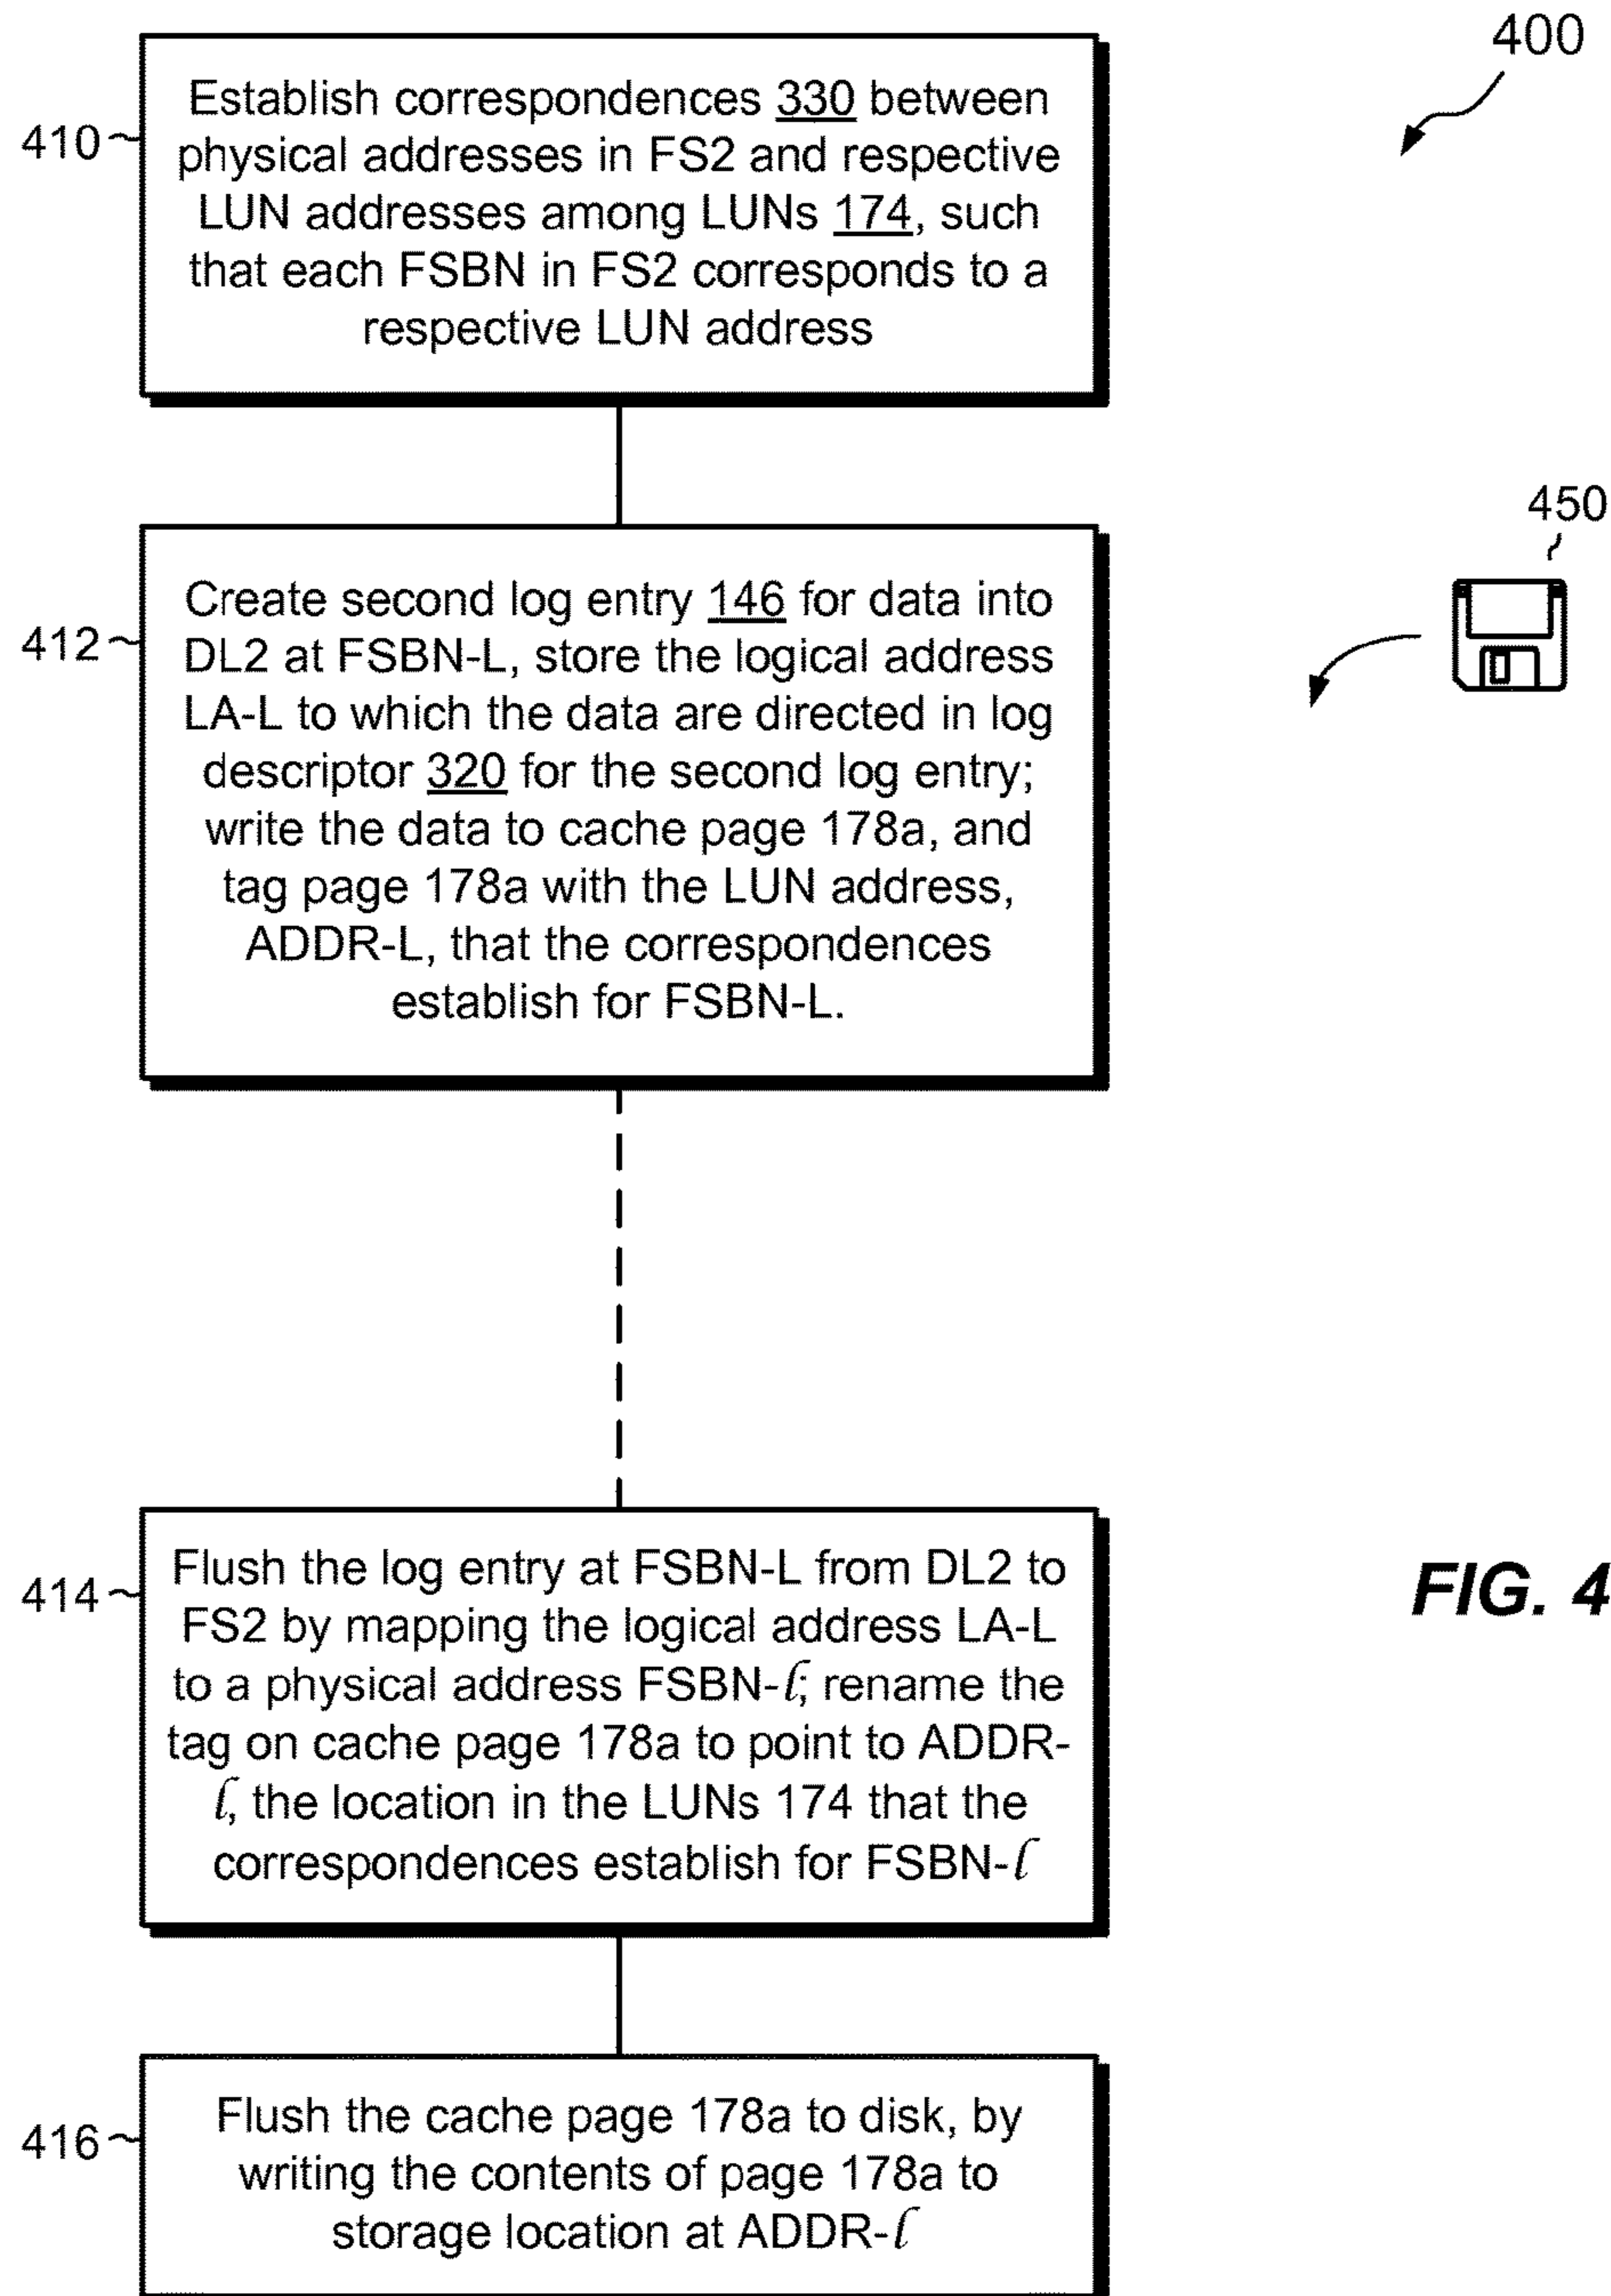 400
410
Establish correspondences 330 between
physical addresses in FS2 and respective
LUN addresses among LUNs 174, such
that each FSBN in FS2 corresponds to a
respective LUN address
450
412
Create second log entry 146 for data into
DL2 at FSBN-L, store the logical address
LA-L to which the data are directed in log
descriptor 320 for the second log entry;
write the data to cache page 178a, and
tag page 178a with the LUN address,
ADDR-L, that the correspondences
establish for FSBN-L.
414
Flush the log entry at FSBN-L from DL2 to
FS2 by mapping the logical address LA-L
to a physical address FSBN-l; rename the
tag on cache page 178a to point to ADDR-
l, the location in the LUNs 174 that the
correspondences establish for FSBN-l
FIG. 4
416
Flush the cache page 178a to disk, by
writing the contents of page 178a to
storage location at ADDR-l